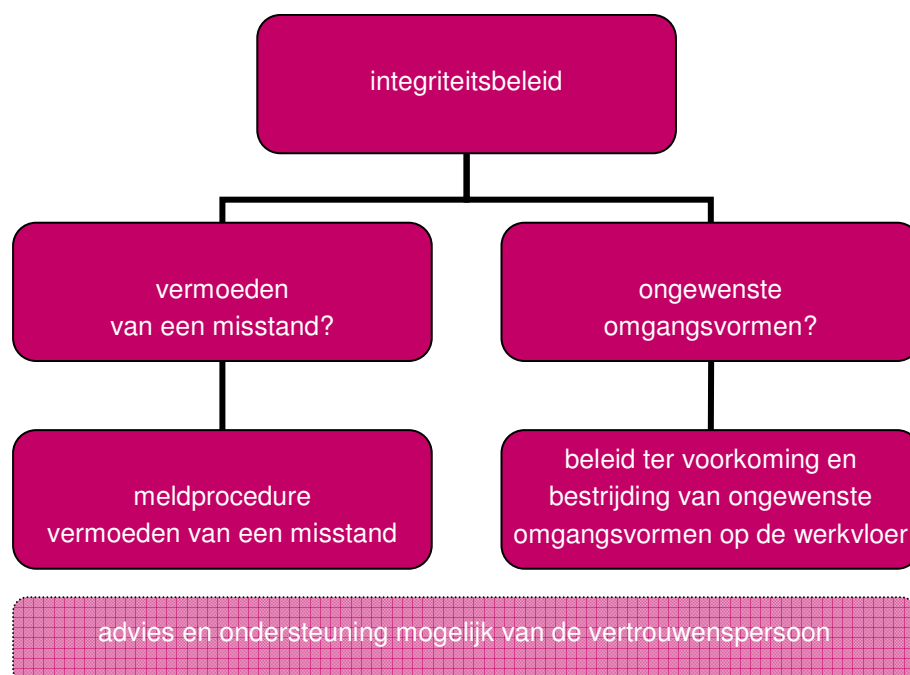 integriteitsbeleid
vermoeden
van een misstand?
ongewenste
omgangsvormen?
meldprocedure
vermoeden van een misstand
beleid ter voorkoming en
bestrijding van ongewenste
omgangsvormen op de werkvloer
advies en ondersteuning mogelijk van de vertrouwenspersoon